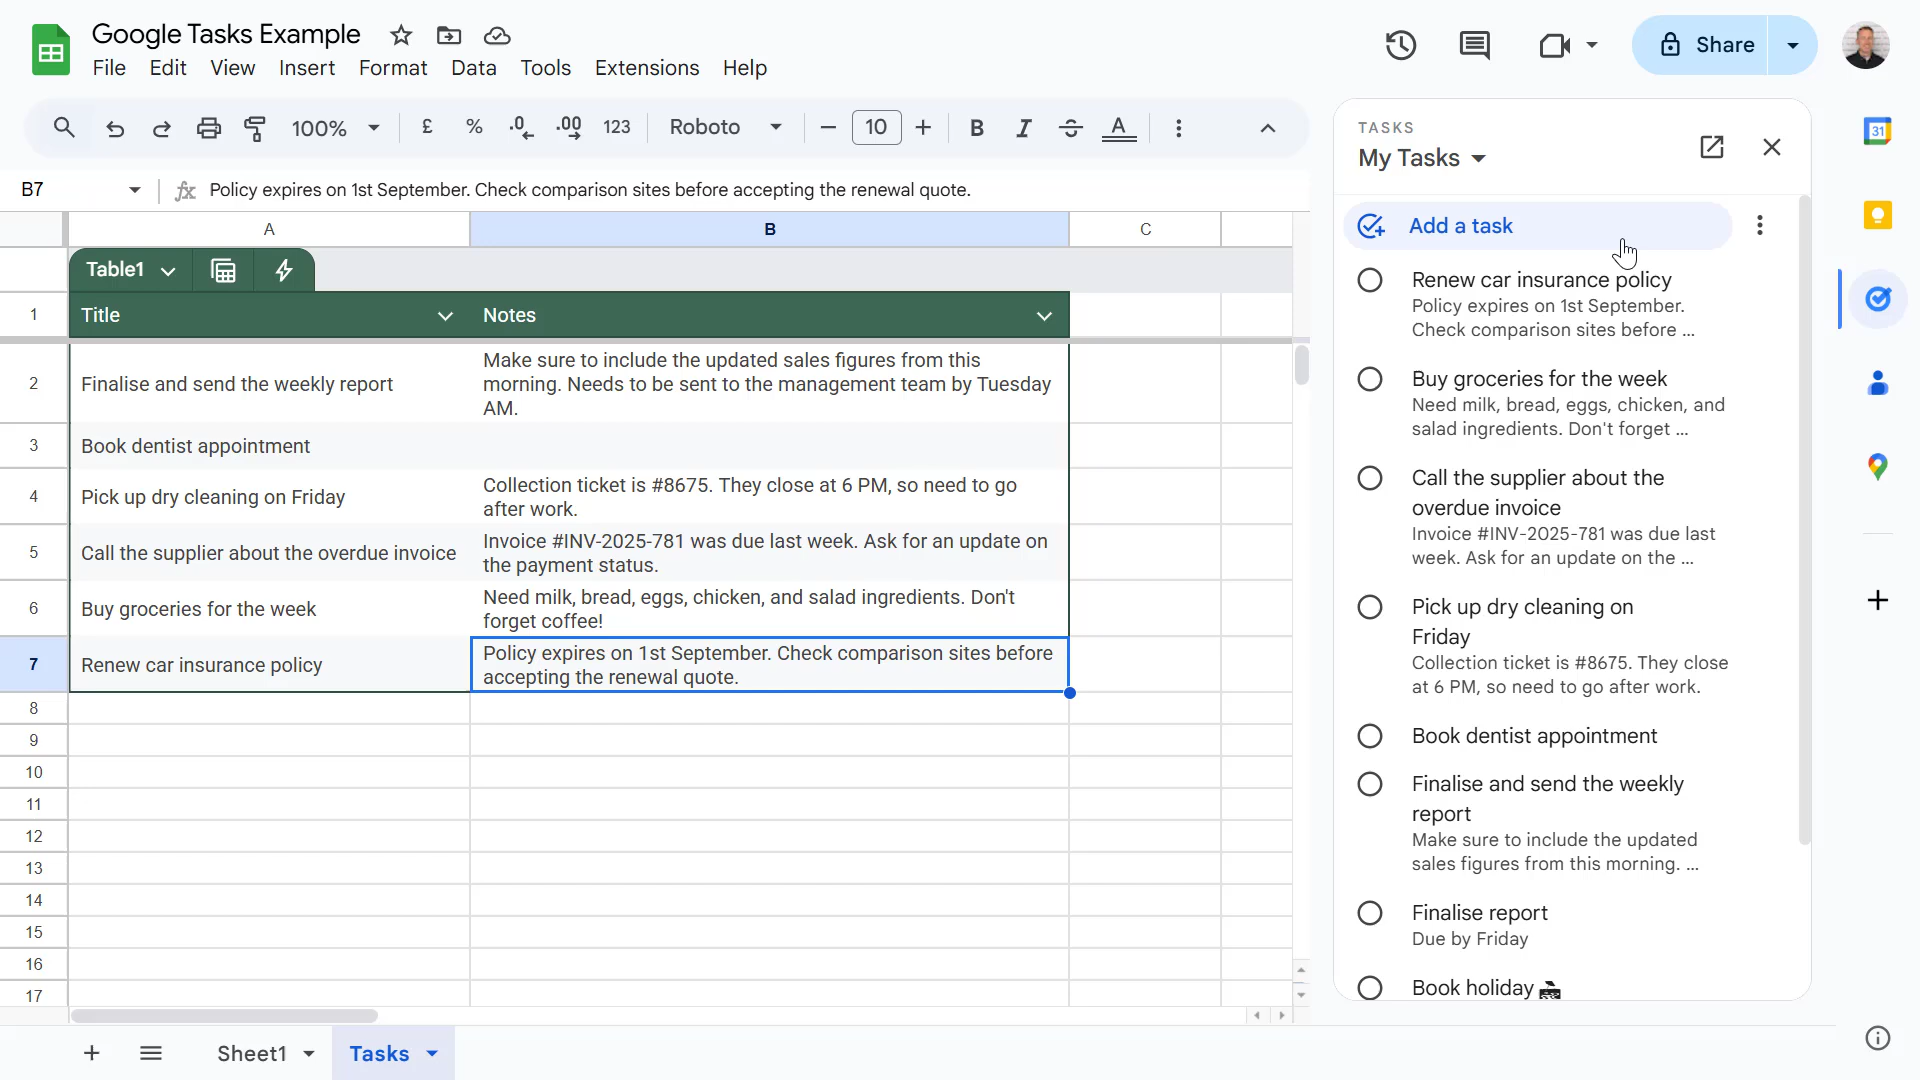 Google Tasks Example
File Edit View Insert Format Data Tools Extensions Help
Share
100% £ % .0 .00 123 Roboto 10 B I S A
B7
fx
Policy expires on 1st September. Check comparison sites before accepting the renewal quote.
A B C
Table1
1 Title Notes
2 Finalise and send the weekly report
Make sure to include the updated sales figures from this
morning. Needs to be sent to the management team by Tuesday
AM.
3 Book dentist appointment
4 Pick up dry cleaning on Friday
Collection ticket is #8675. They close at 6 PM, so need to go
after work.
5 Call the supplier about the overdue invoice
Invoice #INV-2025-781 was due last week. Ask for an update on
the payment status.
6 Buy groceries for the week
Need milk, bread, eggs, chicken, and salad ingredients. Don't
forget coffee!
7 Renew car insurance policy
Policy expires on 1st September. Check comparison sites before
accepting the renewal quote.
8
9
10
11
12
13
14
15
16
17
Sheet1
Tasks
TASKS
My Tasks
Add a task
Renew car insurance policy
Policy expires on 1st September.
Check comparison sites before ...
Buy groceries for the week
Need milk, bread, eggs, chicken, and
salad ingredients. Don't forget ...
Call the supplier about the
overdue invoice
Invoice #INV-2025-781 was due last
week. Ask for an update on the ...
Pick up dry cleaning on
Friday
Collection ticket is #8675. They close
at 6 PM, so need to go after work.
Book dentist appointment
Finalise and send the weekly
report
Make sure to include the updated
sales figures from this morning. ...
Finalise report
Due by Friday
Book holiday
31